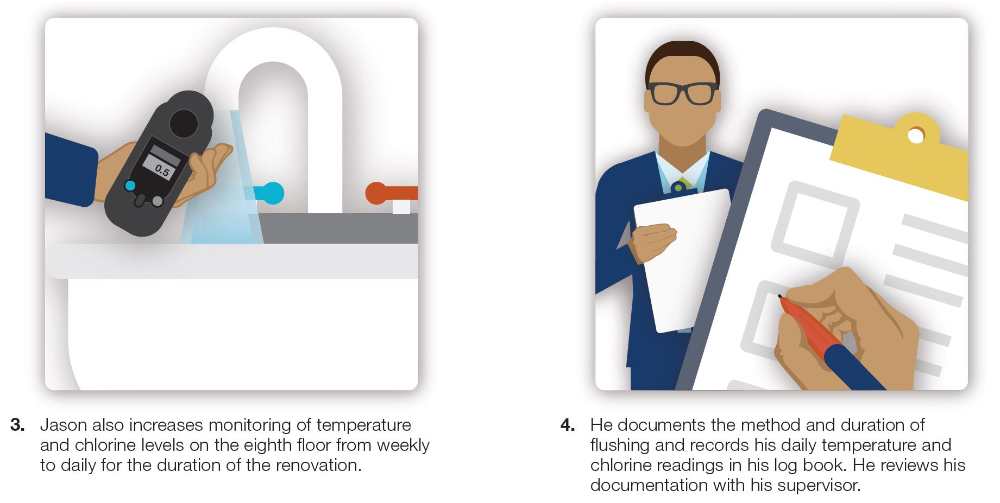 0.5
3. Jason also increases monitoring of temperature
and chlorine levels on the eighth floor from weekly
to daily for the duration of the renovation.
4. He documents the method and duration of
flushing and records his daily temperature and
chlorine readings in his log book. He reviews his
documentation with his supervisor.